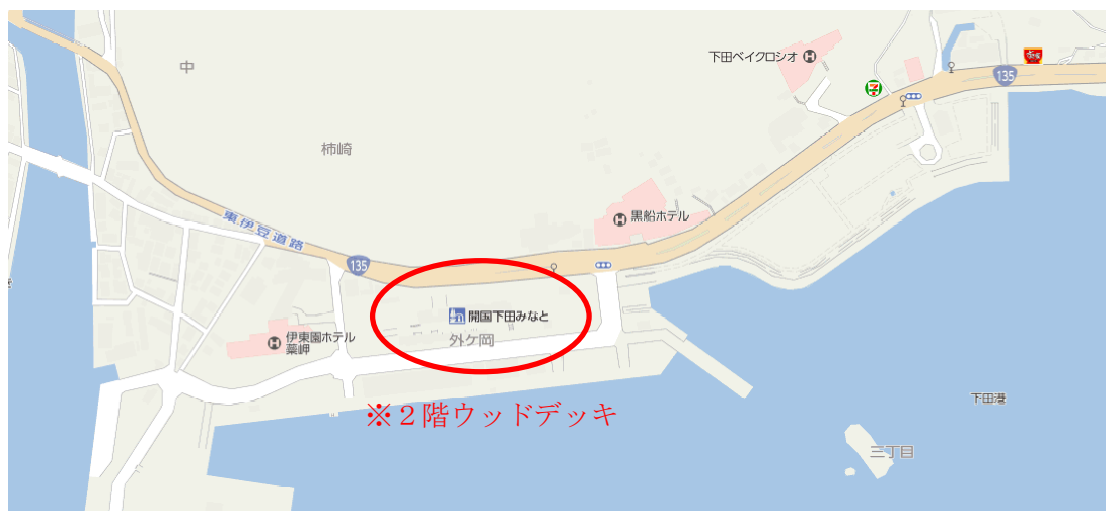 下田ベイクロシオ
135
中
柿崎
黒船ホテル
東伊豆道路
135
開国下田みなと
外ケ岡
伊東園ホテル
※２階ウッドデッキ
下田港
三丁目